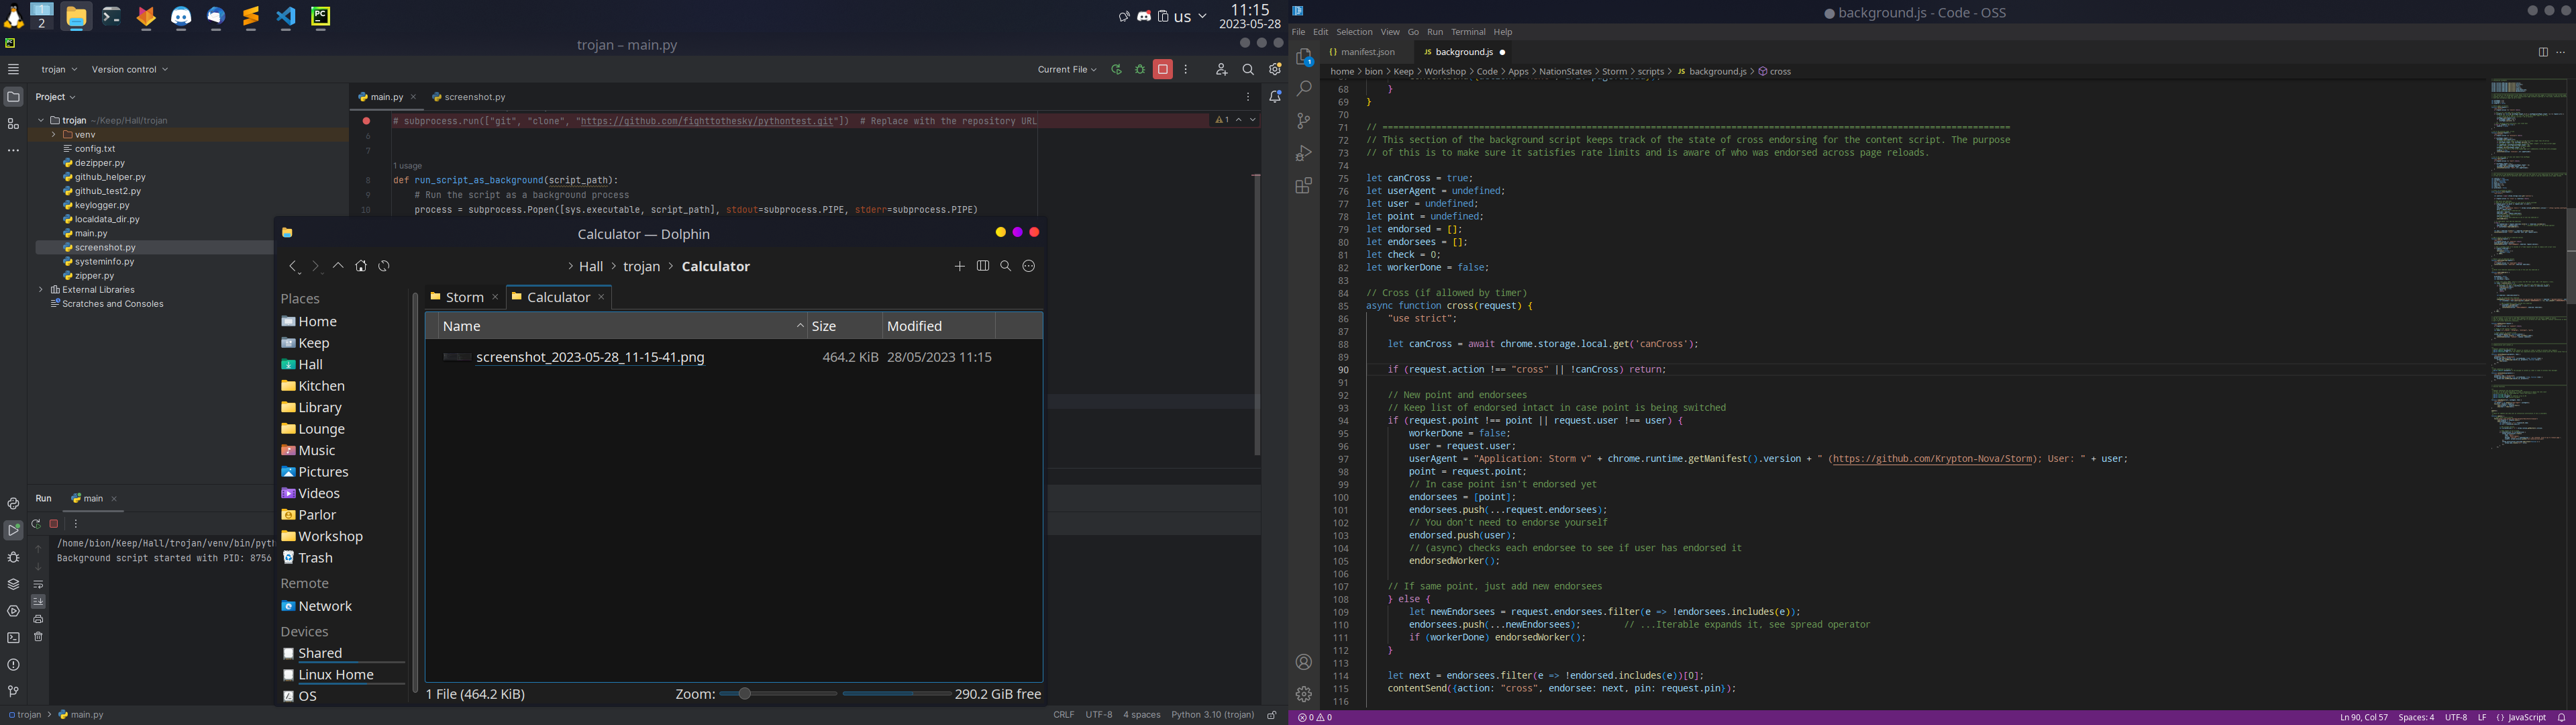 2
us
11:15
2023-05-28
trojan – main.py
trojan
Version control
Current File
Project
main.py
screenshot.py
trojan ~/Keep/Hall/trojan
venv
config.txt
dezipper.py
github_helper.py
github_test2.py
keylogger.py
localdata_dir.py
main.py
screenshot.py
systeminfo.py
zipper.py
External Libraries
Scratches and Consoles
# subprocess.run(["git", "clone", "https://github.com/fighttothesky/pythontest.git"])  # Replace with the repository URL
1
6
7
1 usage
8 def run_script_as_background(script_path):
9 # Run the script as a background process
10 process = subprocess.Popen([sys.executable, script_path], stdout=subprocess.PIPE, stderr=subprocess.PIPE)
Calculator — Dolphin
Hall > trojan > Calculator
Places
Home
Keep
Hall
Kitchen
Library
Lounge
Music
Pictures
Videos
Parlor
Workshop
Trash
Remote
Network
Devices
Shared
Linux Home
OS
Storm
Calculator
Name Size Modified
screenshot_2023-05-28_11-15-41.png 464.2 KiB 28/05/2023 11:15
1 File (464.2 KiB)
Zoom:
290.2 GiB free
Run
main
/home/bion/Keep/Hall/trojan/venv/bin/pyth
Background script started with PID: 8756
trojan > main.py
CRLF UTF-8 4 spaces Python 3.10 (trojan)
● background.js - Code - OSS
File Edit Selection View Go Run Terminal Help
{} manifest.json
JS background.js ●
home > bion > Keep > Workshop > Code > Apps > NationStates > Storm > scripts > JS background.js > cross
1
68 }
69 }
70
71 // =====================================================================================================================
72 // This section of the background script keeps track of the state of cross endorsing for the content script. The purpose
73 // of this is to make sure it satisfies rate limits and is aware of who was endorsed across page reloads.
74
75 let canCross = true;
76 let userAgent = undefined;
77 let user = undefined;
78 let point = undefined;
79 let endorsed = [];
80 let endorsees = [];
81 let check = 0;
82 let workerDone = false;
83
84 // Cross (if allowed by timer)
85 async function cross(request) {
86 "use strict";
87
88 let canCross = await chrome.storage.local.get('canCross');
89
90 if (request.action !== "cross" || !canCross) return;
91
92 // New point and endorsees
93 // Keep list of endorsed intact in case point is being switched
94 if (request.point !== point || request.user !== user) {
95 workerDone = false;
96 user = request.user;
97 userAgent = "Application: Storm v" + chrome.runtime.getManifest().version + " (https://github.com/Krypton-Nova/Storm); User: " + user;
98 point = request.point;
99 // In case point isn't endorsed yet
100 endorsees = [point];
101 endorsees.push(...request.endorsees);
102 // You don't need to endorse yourself
103 endorsed.push(user);
104 // (async) checks each endorsee to see if user has endorsed it
105 endorsedWorker();
106
107 // If same point, just add new endorsees
108 } else {
109 let newEndorsees = request.endorsees.filter(e => !endorsees.includes(e));
110 endorsees.push(...newEndorsees); // ...Iterable expands it, see spread operator
111 if (workerDone) endorsedWorker();
112 }
113
114 let next = endorsees.filter(e => !endorsed.includes(e))[0];
115 contentSend({action: "cross", endorsee: next, pin: request.pin});
116
0 0
Ln 90, Col 57 Spaces: 4 UTF-8 LF {} JavaScript